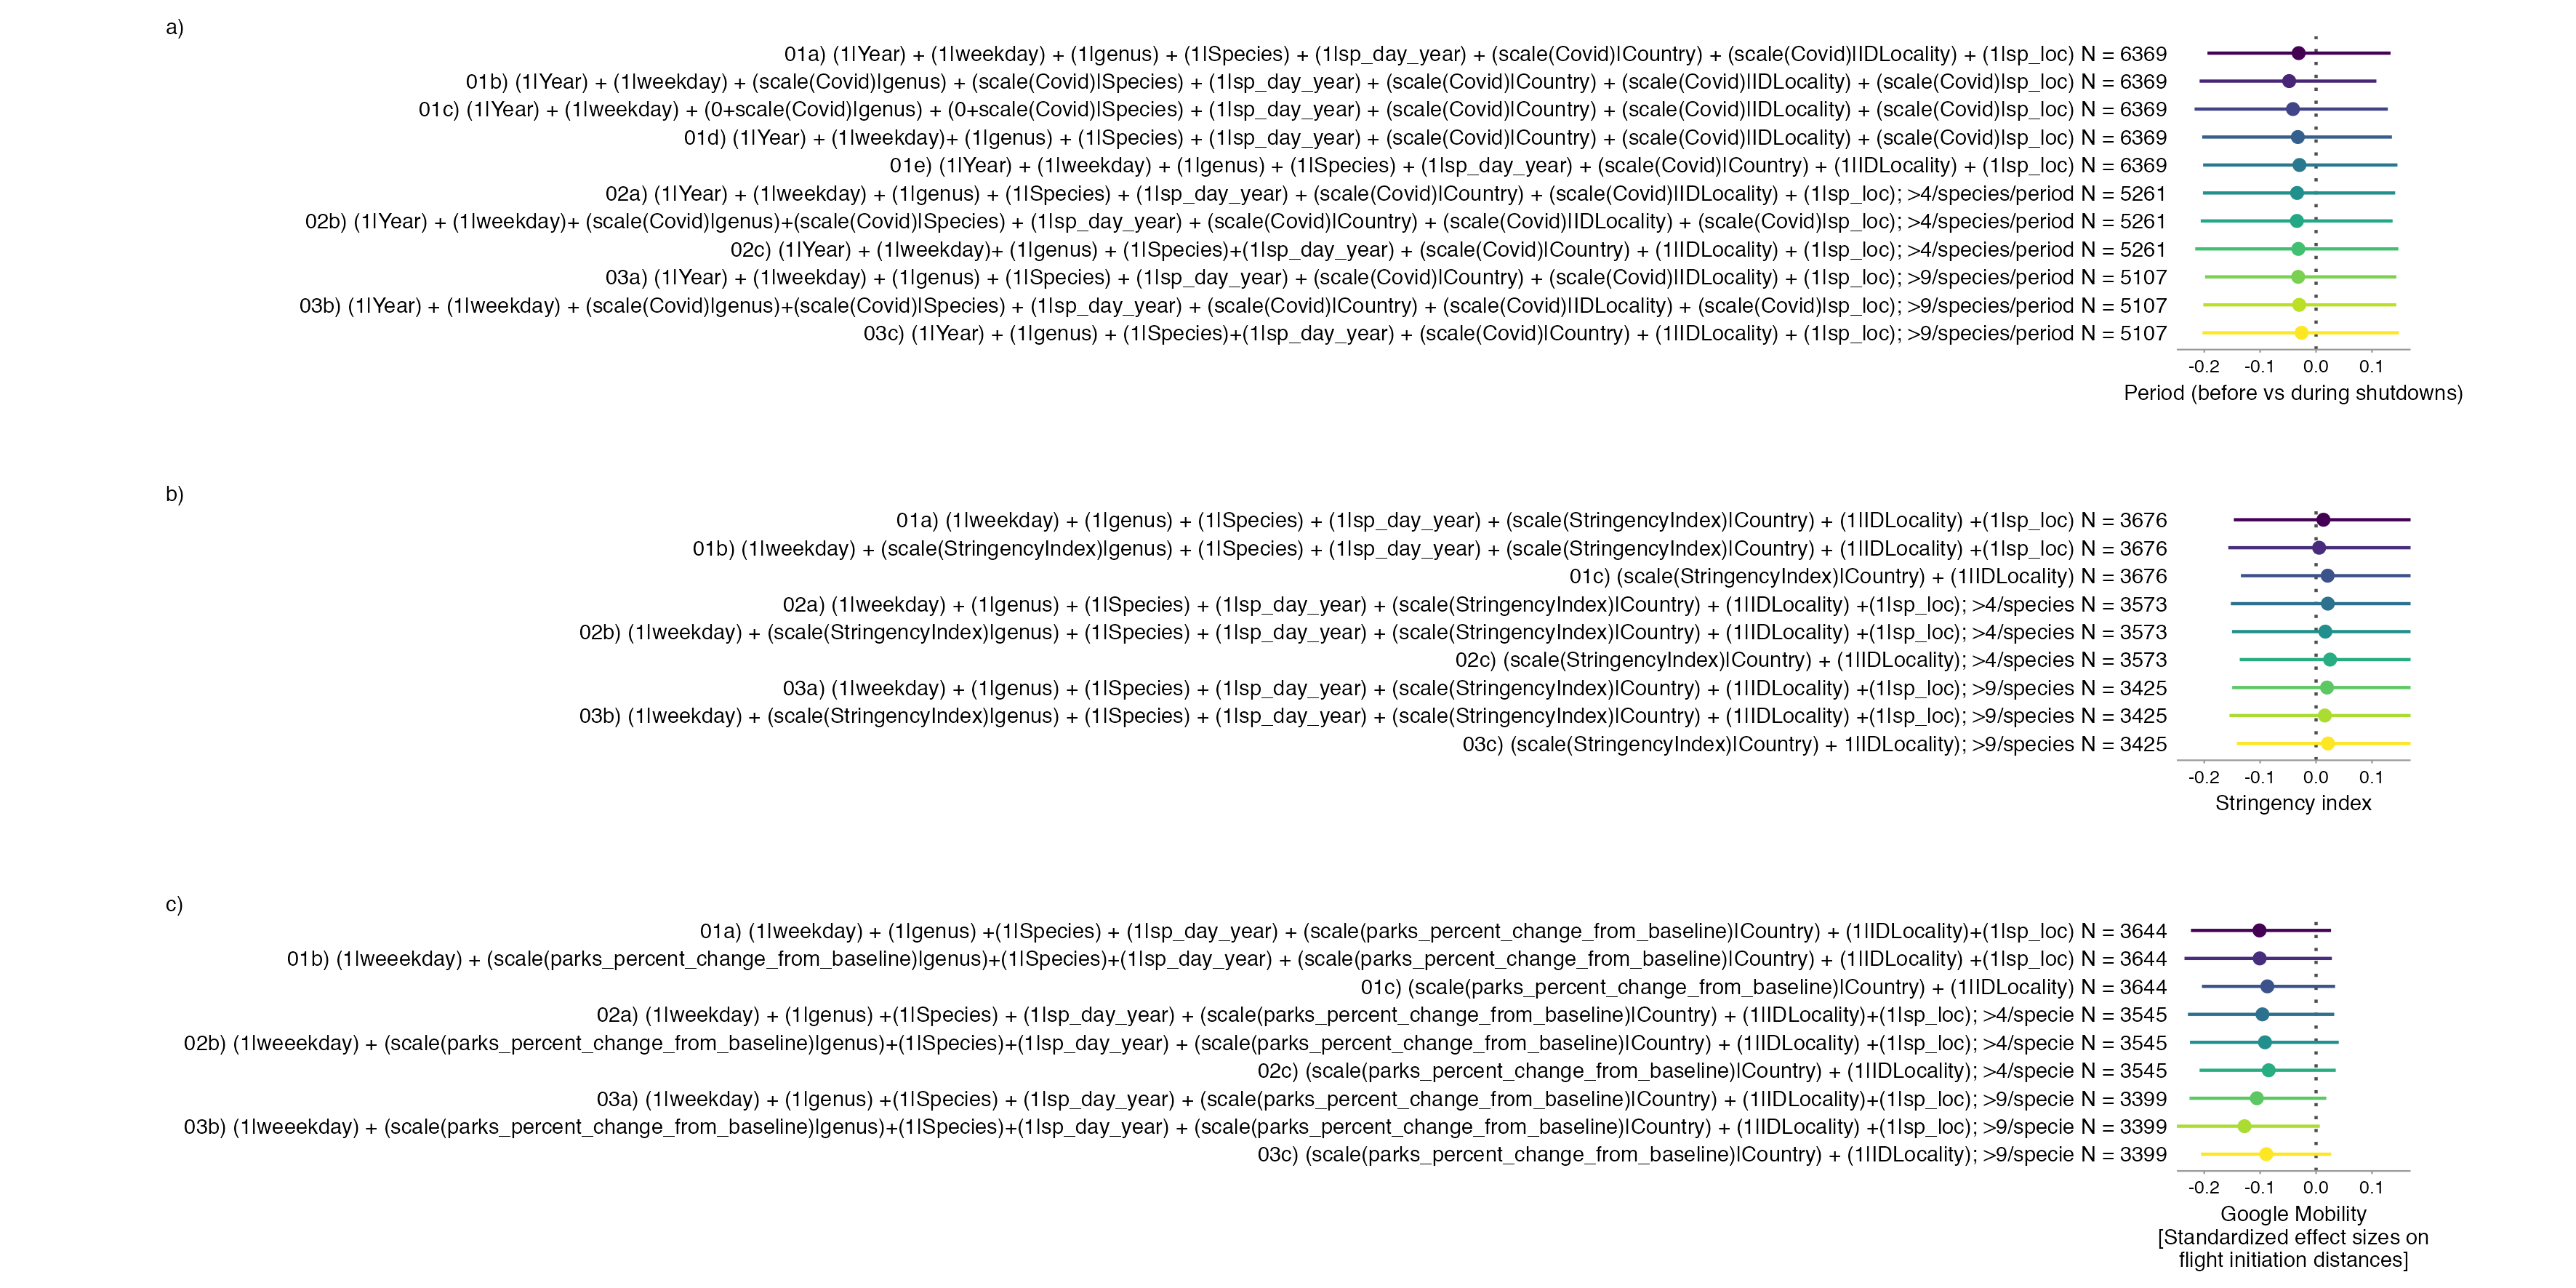 a)
01a) (1|Year) + (1|weekday) + (1|genus) + (1|Species) + (1|sp_day_year) + (scale(Covid)|Country) + (scale(Covid)|IDLocality) + (1|sp_loc) N = 6369
01b) (1|Year) + (1|weekday) + (scale(Covid)|genus) + (scale(Covid)|Species) + (1|sp_day_year) + (scale(Covid)|Country) + (scale(Covid)|IDLocality) + (scale(Covid)|sp_loc) N = 6369
01c) (1|Year) + (1|weekday) + (0+scale(Covid)|genus) + (0+scale(Covid)|Species) + (1|sp_day_year) + (scale(Covid)|Country) + (scale(Covid)|IDLocality) + (scale(Covid)|sp_loc) N = 6369
01d) (1|Year) + (1|weekday)+ (1|genus) + (1|Species) + (1|sp_day_year) + (scale(Covid)|Country) + (scale(Covid)|IDLocality) + (scale(Covid)|sp_loc) N = 6369
01e) (1|Year) + (1|weekday) + (1|genus) + (1|Species) + (1|sp_day_year) + (scale(Covid)|Country) + (1|IDLocality) + (1|sp_loc) N = 6369
02a) (1|Year) + (1|weekday) + (1|genus) + (1|Species) + (1|sp_day_year) + (scale(Covid)|Country) + (scale(Covid)|IDLocality) + (1|sp_loc); >4/species/period N = 5261
02b) (1|Year) + (1|weekday)+ (scale(Covid)|genus)+(scale(Covid)|Species) + (1|sp_day_year) + (scale(Covid)|Country) + (scale(Covid)|IDLocality) + (scale(Covid)|sp_loc); >4/species/period N = 5261
02c) (1|Year) + (1|weekday)+ (1|genus) + (1|Species)+(1|sp_day_year) + (scale(Covid)|Country) + (1|IDLocality) + (1|sp_loc); >4/species/period N = 5261
03a) (1|Year) + (1|weekday) + (1|genus) + (1|Species) + (1|sp_day_year) + (scale(Covid)|Country) + (scale(Covid)|IDLocality) + (1|sp_loc); >9/species/period N = 5107
03b) (1|Year) + (1|weekday) + (scale(Covid)|genus)+(scale(Covid)|Species) + (1|sp_day_year) + (scale(Covid)|Country) + (scale(Covid)|IDLocality) + (scale(Covid)|sp_loc); >9/species/period N = 5107
03c) (1|Year) + (1|genus) + (1|Species)+(1|sp_day_year) + (scale(Covid)|Country) + (1|IDLocality) + (1|sp_loc); >9/species/period N = 5107
-0.2 -0.1 0.0 0.1
Period (before vs during shutdowns)
b)
01a) (1|weekday) + (1|genus) + (1|Species) + (1|sp_day_year) + (scale(StringencyIndex)|Country) + (1|IDLocality) +(1|sp_loc) N = 3676
01b) (1|weekday) + (scale(StringencyIndex)|genus) + (1|Species) + (1|sp_day_year) + (scale(StringencyIndex)|Country) + (1|IDLocality) +(1|sp_loc) N = 3676
01c) (scale(StringencyIndex)|Country) + (1|IDLocality) N = 3676
02a) (1|weekday) + (1|genus) + (1|Species) + (1|sp_day_year) + (scale(StringencyIndex)|Country) + (1|IDLocality) +(1|sp_loc); >4/species N = 3573
02b) (1|weekday) + (scale(StringencyIndex)|genus) + (1|Species) + (1|sp_day_year) + (scale(StringencyIndex)|Country) + (1|IDLocality) +(1|sp_loc); >4/species N = 3573
02c) (scale(StringencyIndex)|Country) + (1|IDLocality); >4/species N = 3573
03a) (1|weekday) + (1|genus) + (1|Species) + (1|sp_day_year) + (scale(StringencyIndex)|Country) + (1|IDLocality) +(1|sp_loc); >9/species N = 3425
03b) (1|weekday) + (scale(StringencyIndex)|genus) + (1|Species) + (1|sp_day_year) + (scale(StringencyIndex)|Country) + (1|IDLocality) +(1|sp_loc); >9/species N = 3425
03c) (scale(StringencyIndex)|Country) + 1|IDLocality); >9/species N = 3425
-0.2 -0.1 0.0 0.1
Stringency index
c)
01a) (1|weekday) + (1|genus) +(1|Species) + (1|sp_day_year) + (scale(parks_percent_change_from_baseline)|Country) + (1|IDLocality)+(1|sp_loc) N = 3644
01b) (1|weeekday) + (scale(parks_percent_change_from_baseline)|genus)+(1|Species)+(1|sp_day_year) + (scale(parks_percent_change_from_baseline)|Country) + (1|IDLocality) +(1|sp_loc) N = 3644
01c) (scale(parks_percent_change_from_baseline)|Country) + (1|IDLocality) N = 3644
02a) (1|weekday) + (1|genus) +(1|Species) + (1|sp_day_year) + (scale(parks_percent_change_from_baseline)|Country) + (1|IDLocality)+(1|sp_loc); >4/specie N = 3545
02b) (1|weeekday) + (scale(parks_percent_change_from_baseline)|genus)+(1|Species)+(1|sp_day_year) + (scale(parks_percent_change_from_baseline)|Country) + (1|IDLocality) +(1|sp_loc); >4/specie N = 3545
02c) (scale(parks_percent_change_from_baseline)|Country) + (1|IDLocality); >4/specie N = 3545
03a) (1|weekday) + (1|genus) +(1|Species) + (1|sp_day_year) + (scale(parks_percent_change_from_baseline)|Country) + (1|IDLocality)+(1|sp_loc); >9/specie N = 3399
03b) (1|weeekday) + (scale(parks_percent_change_from_baseline)|genus)+(1|Species)+(1|sp_day_year) + (scale(parks_percent_change_from_baseline)|Country) + (1|IDLocality) +(1|sp_loc); >9/specie N = 3399
03c) (scale(parks_percent_change_from_baseline)|Country) + (1|IDLocality); >9/specie N = 3399
-0.2 -0.1 0.0 0.1
Google Mobility
[Standardized effect sizes on
flight initiation distances]